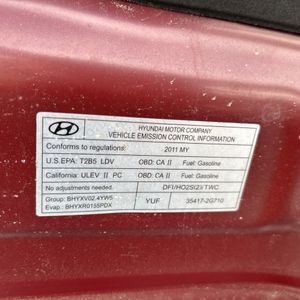 HYUNDAI MOTOR COMPANY
VEHICLE EMISSION CONTROL INFORMATION
Conforms to regulations: 2011 MY
U.S.EPA: T2B5 LDV OBD: CA II Fuel: Gasoline
California: ULEV II PC OBD: CA II Fuel: Gasoline
No adjustments needed. DFI/HO2S(2)/TWC
Group: BHYXV02.4YW5 YUF 35417-2G710
Evap : BHYXR0155PDX